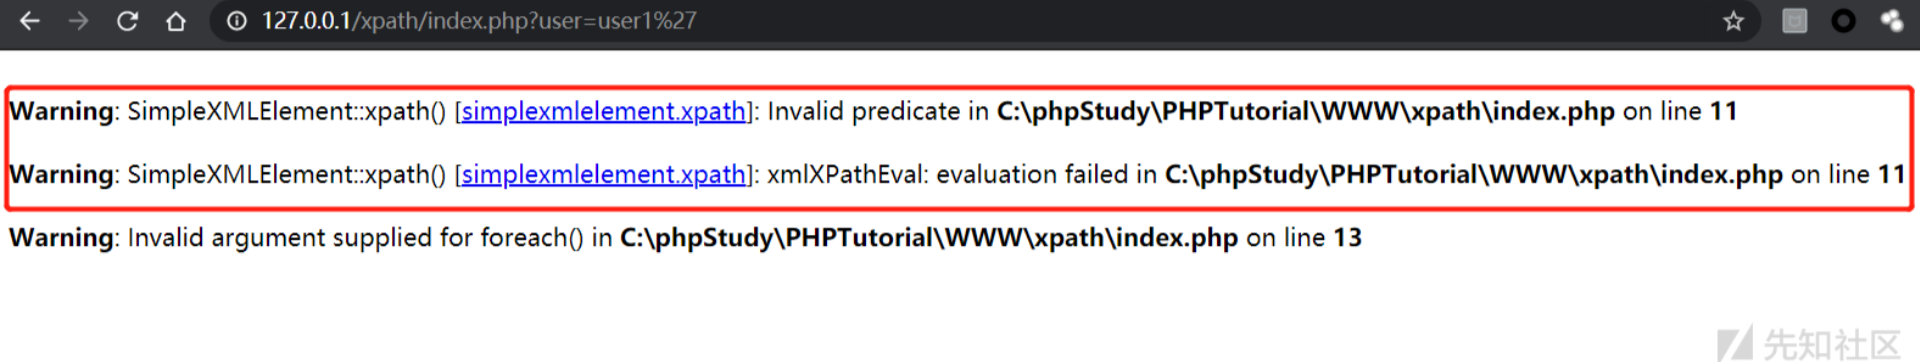 127.0.0.1/xpath/index.php?user=user1%27
Warning: SimpleXMLElement::xpath() [simplexmlelement.xpath]: Invalid predicate in C:\phpStudy\PHPTutorial\WWW\xpath\index.php on line 11
Warning: SimpleXMLElement::xpath() [simplexmlelement.xpath]: xmlXPathEval: evaluation failed in C:\phpStudy\PHPTutorial\WWW\xpath\index.php on line 11
Warning: Invalid argument supplied for foreach() in C:\phpStudy\PHPTutorial\WWW\xpath\index.php on line 13
先知社区